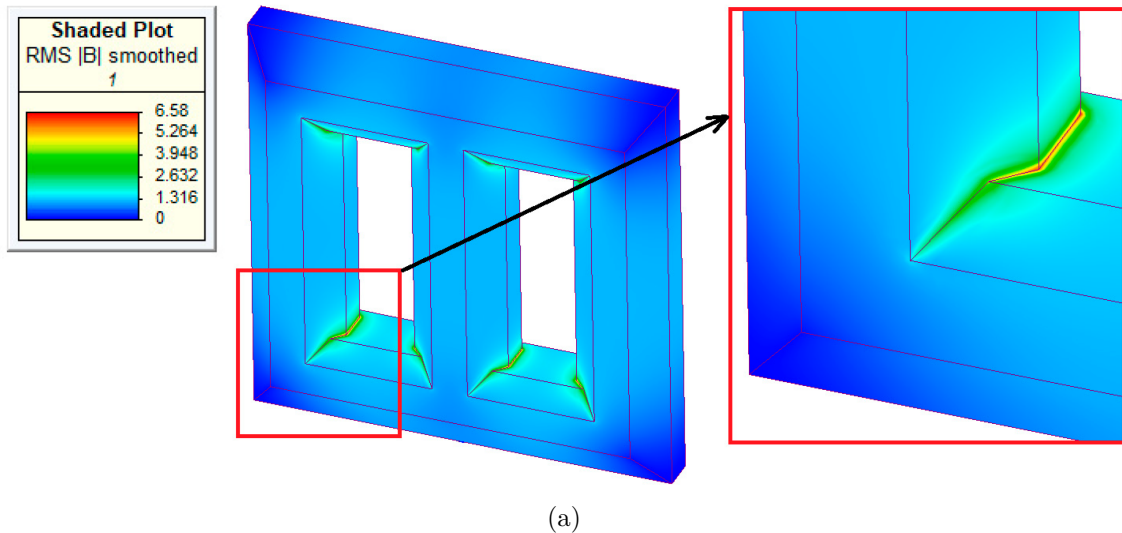 Shaded Plot
RMS |B| smoothed
1
6.58
5.264
3.948
2.632
1.316
0
(a)